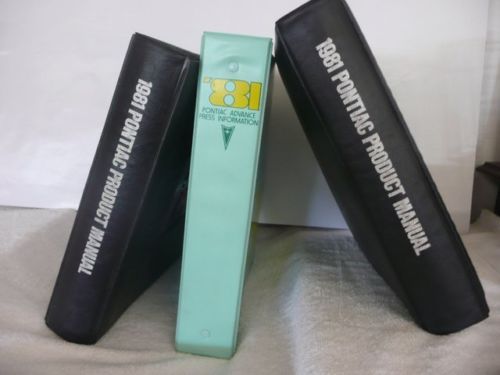 1981 PONTIAC PRODUCT MANUAL
'81
PONTIAC ADVANCE
PRESS INFORMATION
1981 PONTIAC PRODUCT MANUAL